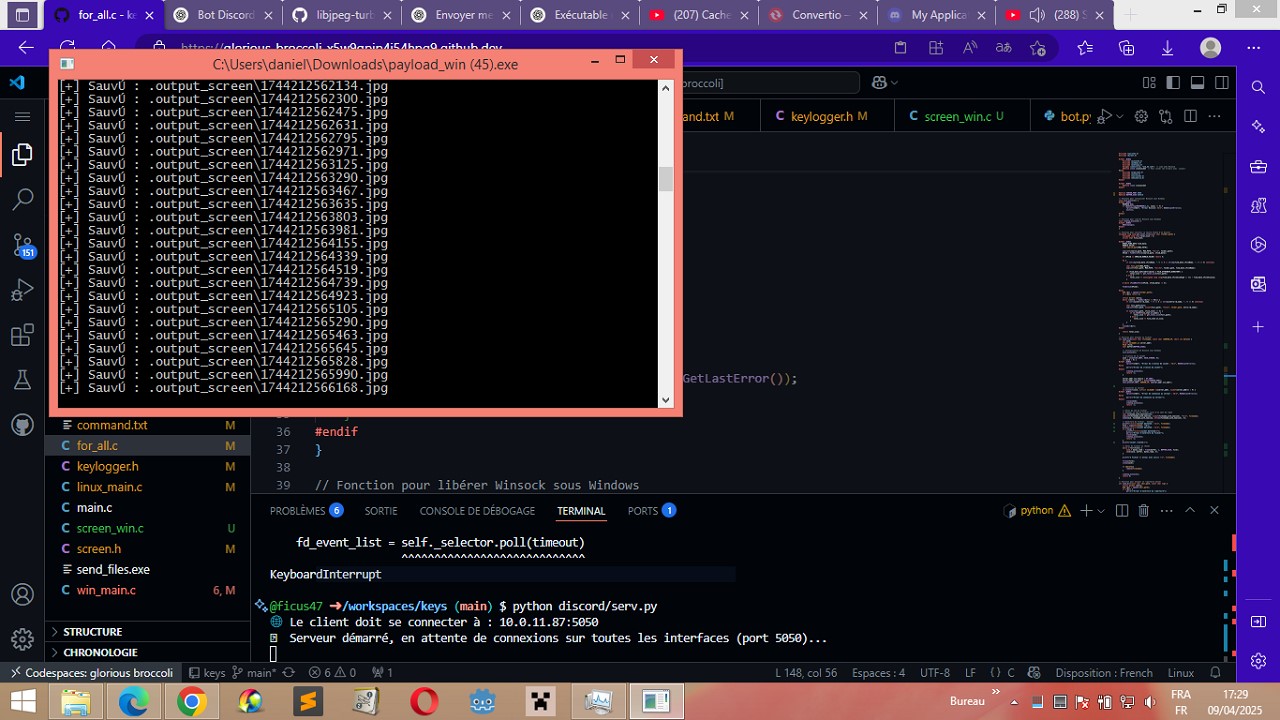 for_all.c - ke
Bot Discord
libjpeg-turb
Envoyer mes
Exécutable
(207) Cache
Convertio –
My Applica
(288) S
https://glorious-broccoli-x5w9gpjp4j54hpq9.github.dev
C:\Users\daniel\Downloads\payload_win (45).exe
[+] SauvÚ : .output_screen\1744212562134.jpg
[+] SauvÚ : .output_screen\1744212562300.jpg
[+] SauvÚ : .output_screen\1744212562475.jpg
[+] SauvÚ : .output_screen\1744212562631.jpg
[+] SauvÚ : .output_screen\1744212562795.jpg
[+] SauvÚ : .output_screen\1744212562971.jpg
[+] SauvÚ : .output_screen\1744212563125.jpg
[+] SauvÚ : .output_screen\1744212563290.jpg
[+] SauvÚ : .output_screen\1744212563467.jpg
[+] SauvÚ : .output_screen\1744212563635.jpg
[+] SauvÚ : .output_screen\1744212563803.jpg
[+] SauvÚ : .output_screen\1744212563981.jpg
[+] SauvÚ : .output_screen\1744212564155.jpg
[+] SauvÚ : .output_screen\1744212564334.jpg
[+] SauvÚ : .output_screen\1744212564518.jpg
[+] SauvÚ : .output_screen\1744212564739.jpg
[+] SauvÚ : .output_screen\1744212564928.jpg
[+] SauvÚ : .output_screen\1744212565100.jpg
[+] SauvÚ : .output_screen\1744212565290.jpg
[+] SauvÚ : .output_screen\1744212565463.jpg
[+] SauvÚ : .output_screen\1744212565645.jpg
[+] SauvÚ : .output_screen\1744212565828.jpg
[+] SauvÚ : .output_screen\1744212565990.jpg
[+] SauvÚ : .output_screen\1744212566168.jpg
broccoli]
nd.txt M
keylogger.h M
screen_win.c U
bot.py
151
GetLastError());
36 #endif
37 }
38
39 // Fonction pour libérer Winsock sous Windows
command.txt M
for_all.c M
keylogger.h M
linux_main.c M
main.c
screen_win.c U
screen.h M
send_files.exe
win_main.c 6, M
STRUCTURE
CHRONOLOGIE
PROBLÈMES 6 SORTIE CONSOLE DE DÉBOGAGE TERMINAL PORTS 1
python
fd_event_list = self._selector.poll(timeout)
^^^^^^^^^^^^^^^^^^^^^^^^^^^^
KeyboardInterrupt
@ficus47 ➜/workspaces/keys (main) $ python discord/serv.py
Le client doit se connecter à : 10.0.11.87:5050
Serveur démarré, en attente de connexions sur toutes les interfaces (port 5050)...
Codespaces: glorious broccoli keys main* 6 0 1 L 148, col 56 Espaces : 4 UTF-8 LF { } C Disposition : French Linux
Bureau » FRA 17:29
FR 09/04/2025